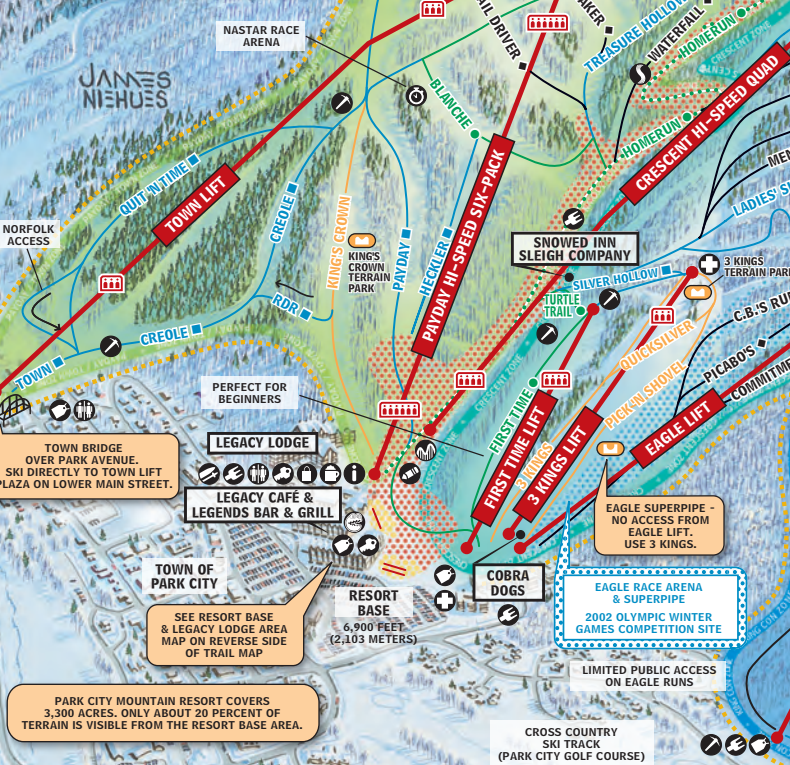 NASTAR RACE
ARENA
JAMES
NIEHUES
TREASURE HOLLOW
WATERFALL
HOMERUN
CRESCENT ZONE
BLANCHE
HOMERUN
CRESCENT HI-SPEED QUAD
QUIT 'N TIME
TOWN LIFT
CREOLE
KING'S CROWN
PAYDAY
HECKLER
PAYDAY HI-SPEED SIX-PACK
LADIES'
NORFOLK
ACCESS
KING'S
CROWN
TERRAIN
PARK
SNOWED INN
SLEIGH COMPANY
SILVER HOLLOW
3 KINGS
TERRAIN PARK
TURTLE
TRAIL
RDR
CREOLE
TOWN
C.B.'S RUN
QUICKSILVER
PICABO'S
PICK 'N SHOVEL
COMMITMENT
PERFECT FOR
BEGINNERS
CRESCENT ZONE
FIRST TIME
FIRST TIME LIFT
3 KINGS
3 KINGS LIFT
EAGLE LIFT
TOWN BRIDGE
OVER PARK AVENUE.
SKI DIRECTLY TO TOWN LIFT
PLAZA ON LOWER MAIN STREET.
LEGACY LODGE
LEGACY CAFÉ &
LEGENDS BAR & GRILL
EAGLE SUPERPIPE -
NO ACCESS FROM
EAGLE LIFT.
USE 3 KINGS.
TOWN OF
PARK CITY
RESORT
BASE
6,900 FEET
(2,103 METERS)
COBRA
DOGS
EAGLE RACE ARENA
& SUPERPIPE
2002 OLYMPIC WINTER
GAMES COMPETITION SITE
SEE RESORT BASE
& LEGACY LODGE AREA
MAP ON REVERSE SIDE
OF TRAIL MAP
LIMITED PUBLIC ACCESS
ON EAGLE RUNS
PARK CITY MOUNTAIN RESORT COVERS
3,300 ACRES. ONLY ABOUT 20 PERCENT OF
TERRAIN IS VISIBLE FROM THE RESORT BASE AREA.
CROSS COUNTRY
SKI TRACK
(PARK CITY GOLF COURSE)